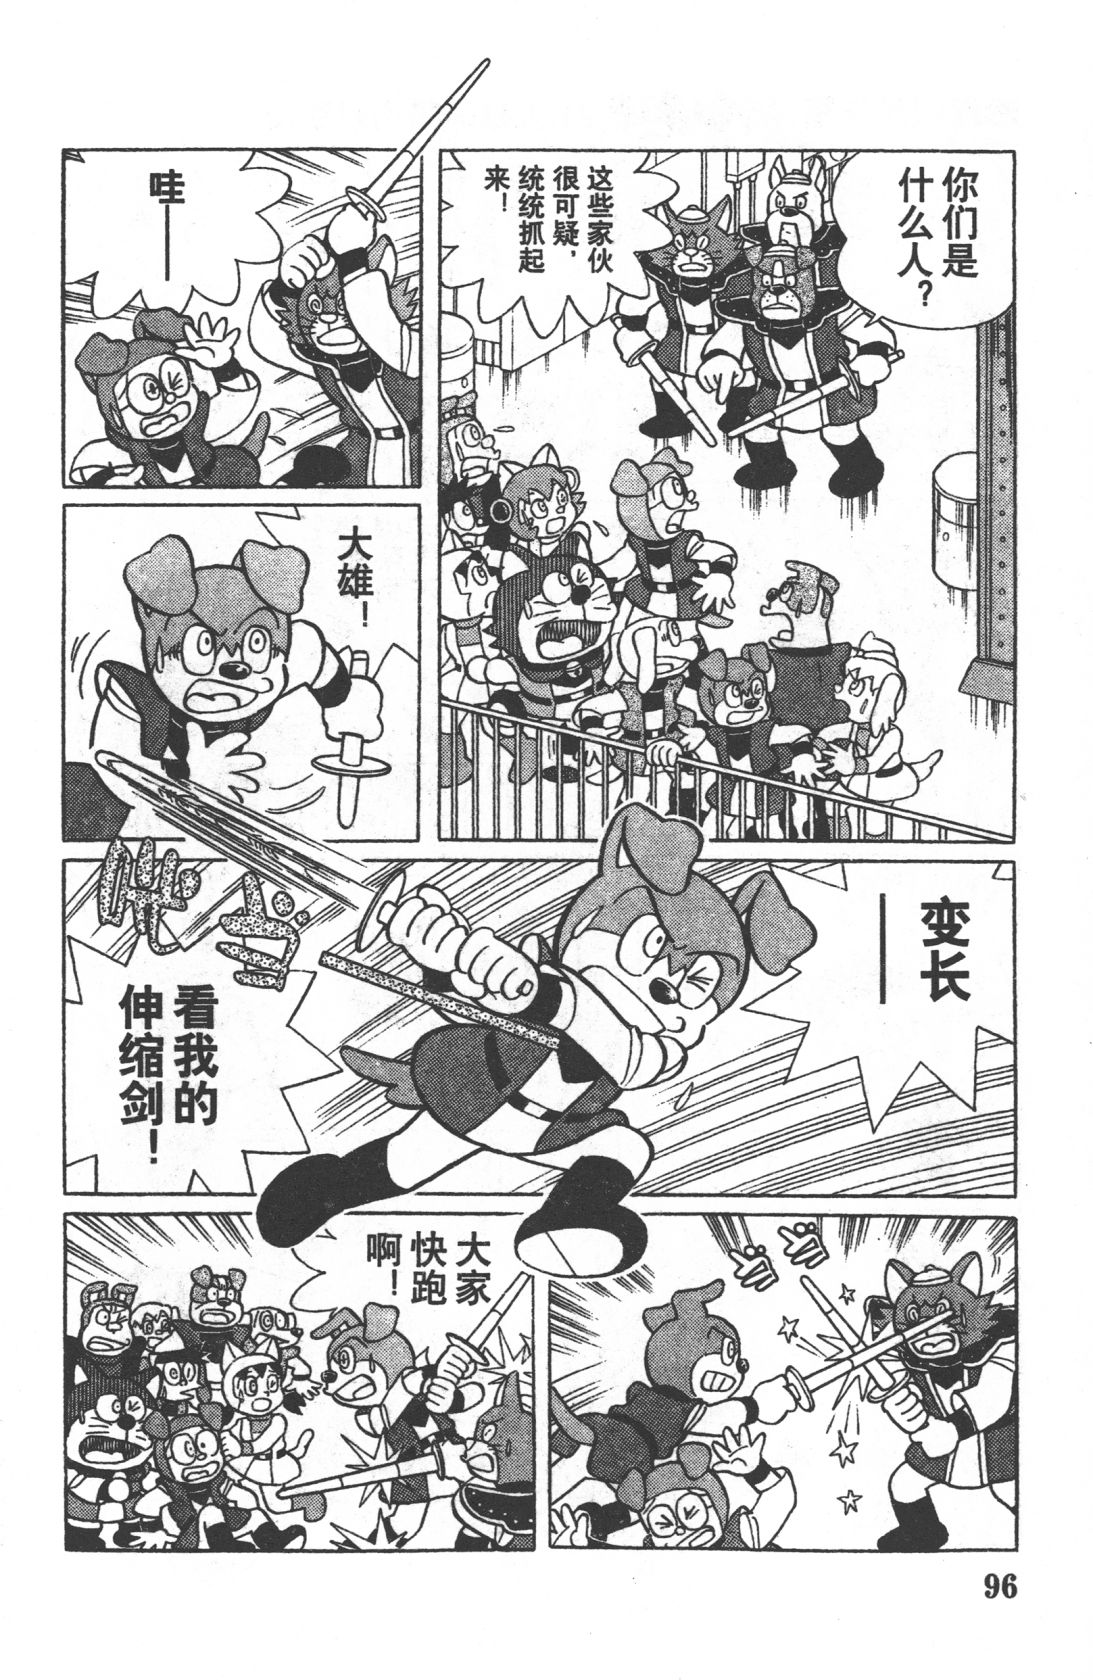 你们是
什么人？
这些家伙
很可疑，
统统抓起
来！
哇——
大雄！
变长
——
看我的
伸缩剑！
大家
快跑
啊！
96